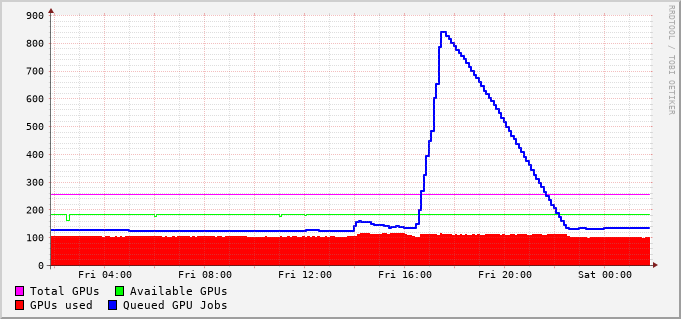 900
800
700
600
500
400
300
200
100
0
Fri 04:00 Fri 08:00 Fri 12:00 Fri 16:00 Fri 20:00 Sat 00:00
Total GPUs Available GPUs
GPUs used Queued GPU Jobs
RRDTOOL / TOBI OETIKER